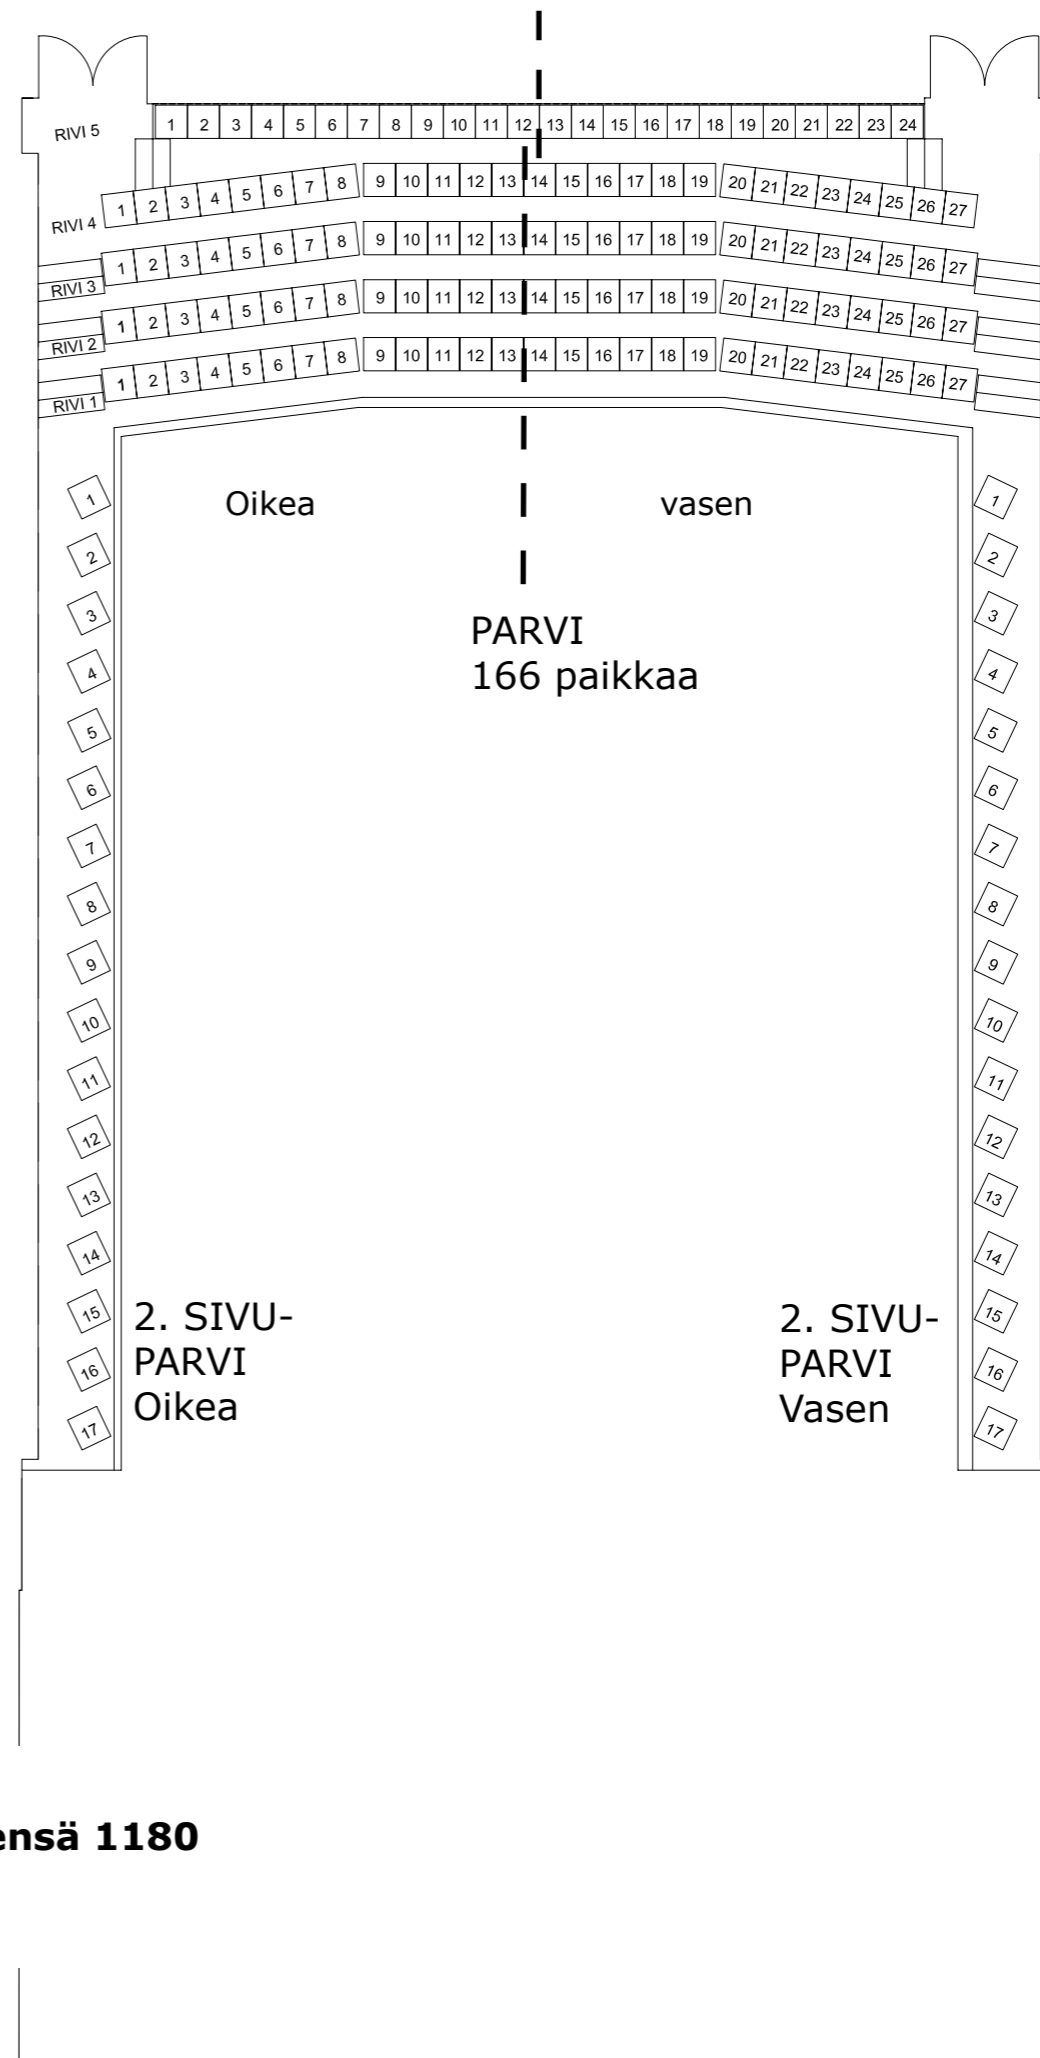 RIVI 5 1 2 3 4 5 6 7 8 9 10 11 12 13 14 15 16 17 18 19 20 21 22 23 24
RIVI 4 1 2 3 4 5 6 7 8 9 10 11 12 13 14 15 16 17 18 19 20 21 22 23 24 25 26 27
RIVI 3 1 2 3 4 5 6 7 8 9 10 11 12 13 14 15 16 17 18 19 20 21 22 23 24 25 26 27
RIVI 2 1 2 3 4 5 6 7 8 9 10 11 12 13 14 15 16 17 18 19 20 21 22 23 24 25 26 27
RIVI 1 1 2 3 4 5 6 7 8 9 10 11 12 13 14 15 16 17 18 19 20 21 22 23 24 25 26 27
Oikea vasen
PARVI
166 paikkaa
1
2
3
4
5
6
7
8
9
10
11
12
13
14
15
16
17
2. SIVU-
PARVI
Oikea
2. SIVU-
PARVI
Vasen
1
2
3
4
5
6
7
8
9
10
11
12
13
14
15
16
17
ensä 1180